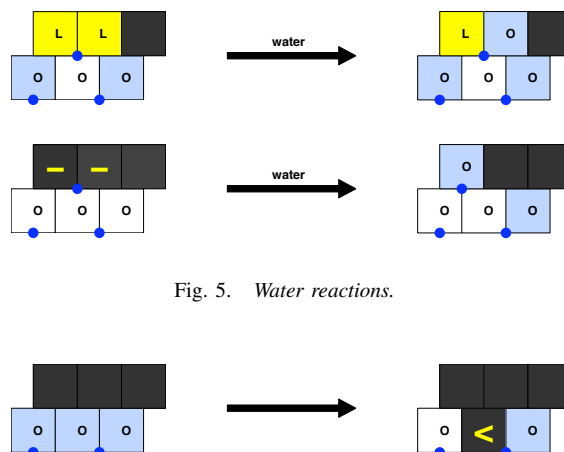 L L L O
water
O O O O O O
– – O
water
O O O O O O
Fig. 5. Water reactions.
O O O O < O